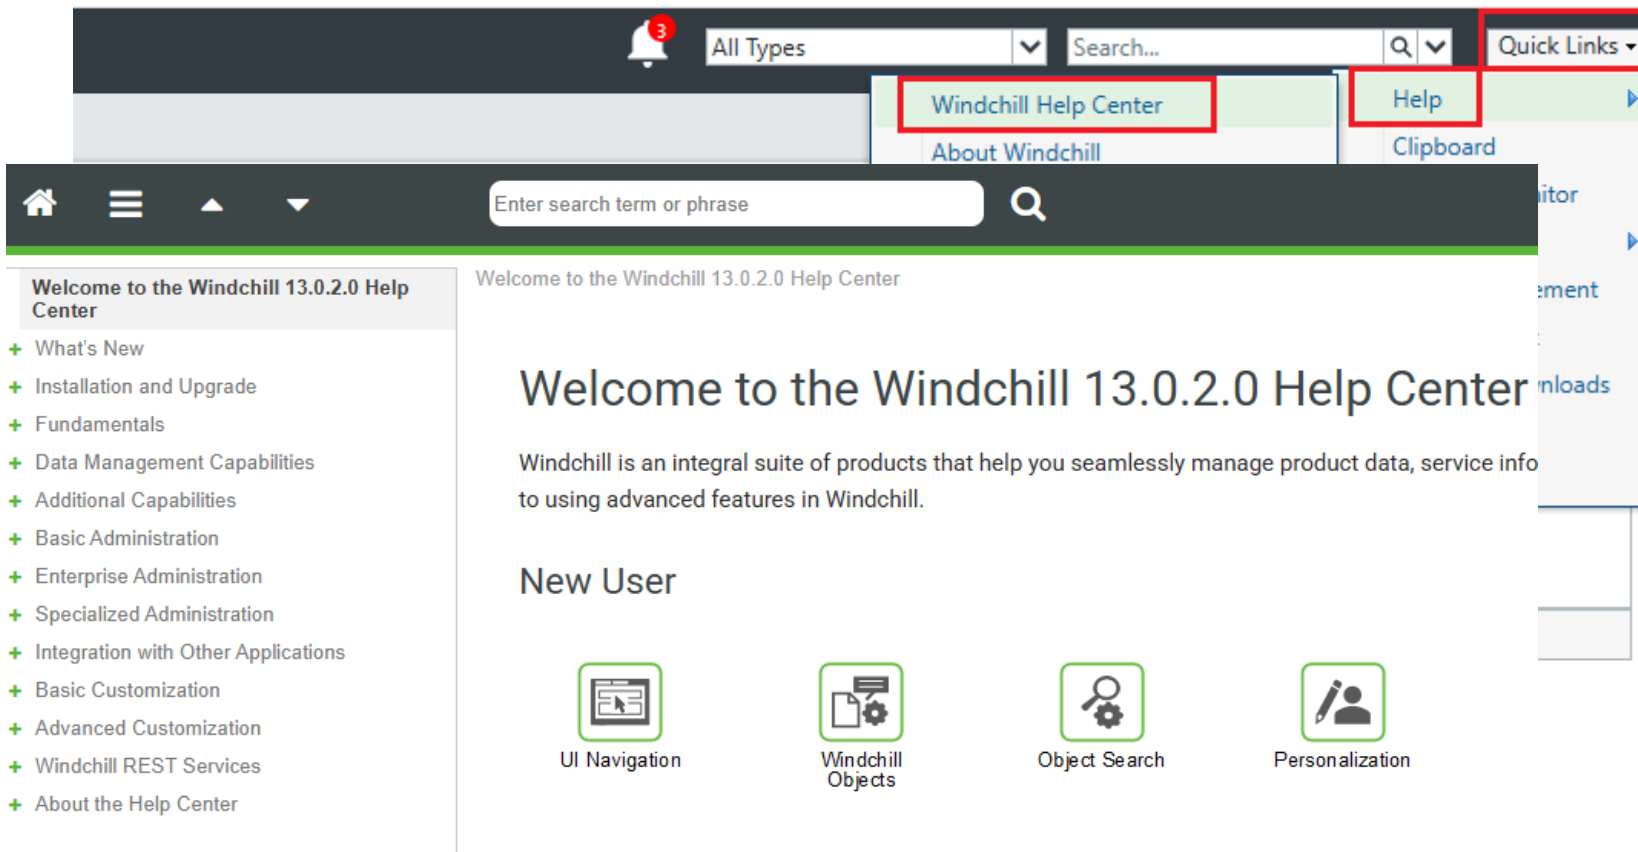 3
All Types
Search...
Quick Links
Windchill Help Center
Help
About Windchill
Clipboard
Enter search term or phrase
Welcome to the Windchill 13.0.2.0 Help
Center
What's New
Installation and Upgrade
Fundamentals
Data Management Capabilities
Additional Capabilities
Basic Administration
Enterprise Administration
Specialized Administration
Integration with Other Applications
Basic Customization
Advanced Customization
Windchill REST Services
About the Help Center
Welcome to the Windchill 13.0.2.0 Help Center
Welcome to the Windchill 13.0.2.0 Help Center
Windchill is an integral suite of products that help you seamlessly manage product data, service info
to using advanced features in Windchill.
New User
UI Navigation
Windchill
Objects
Object Search
Personalization
itor
ement
nloads